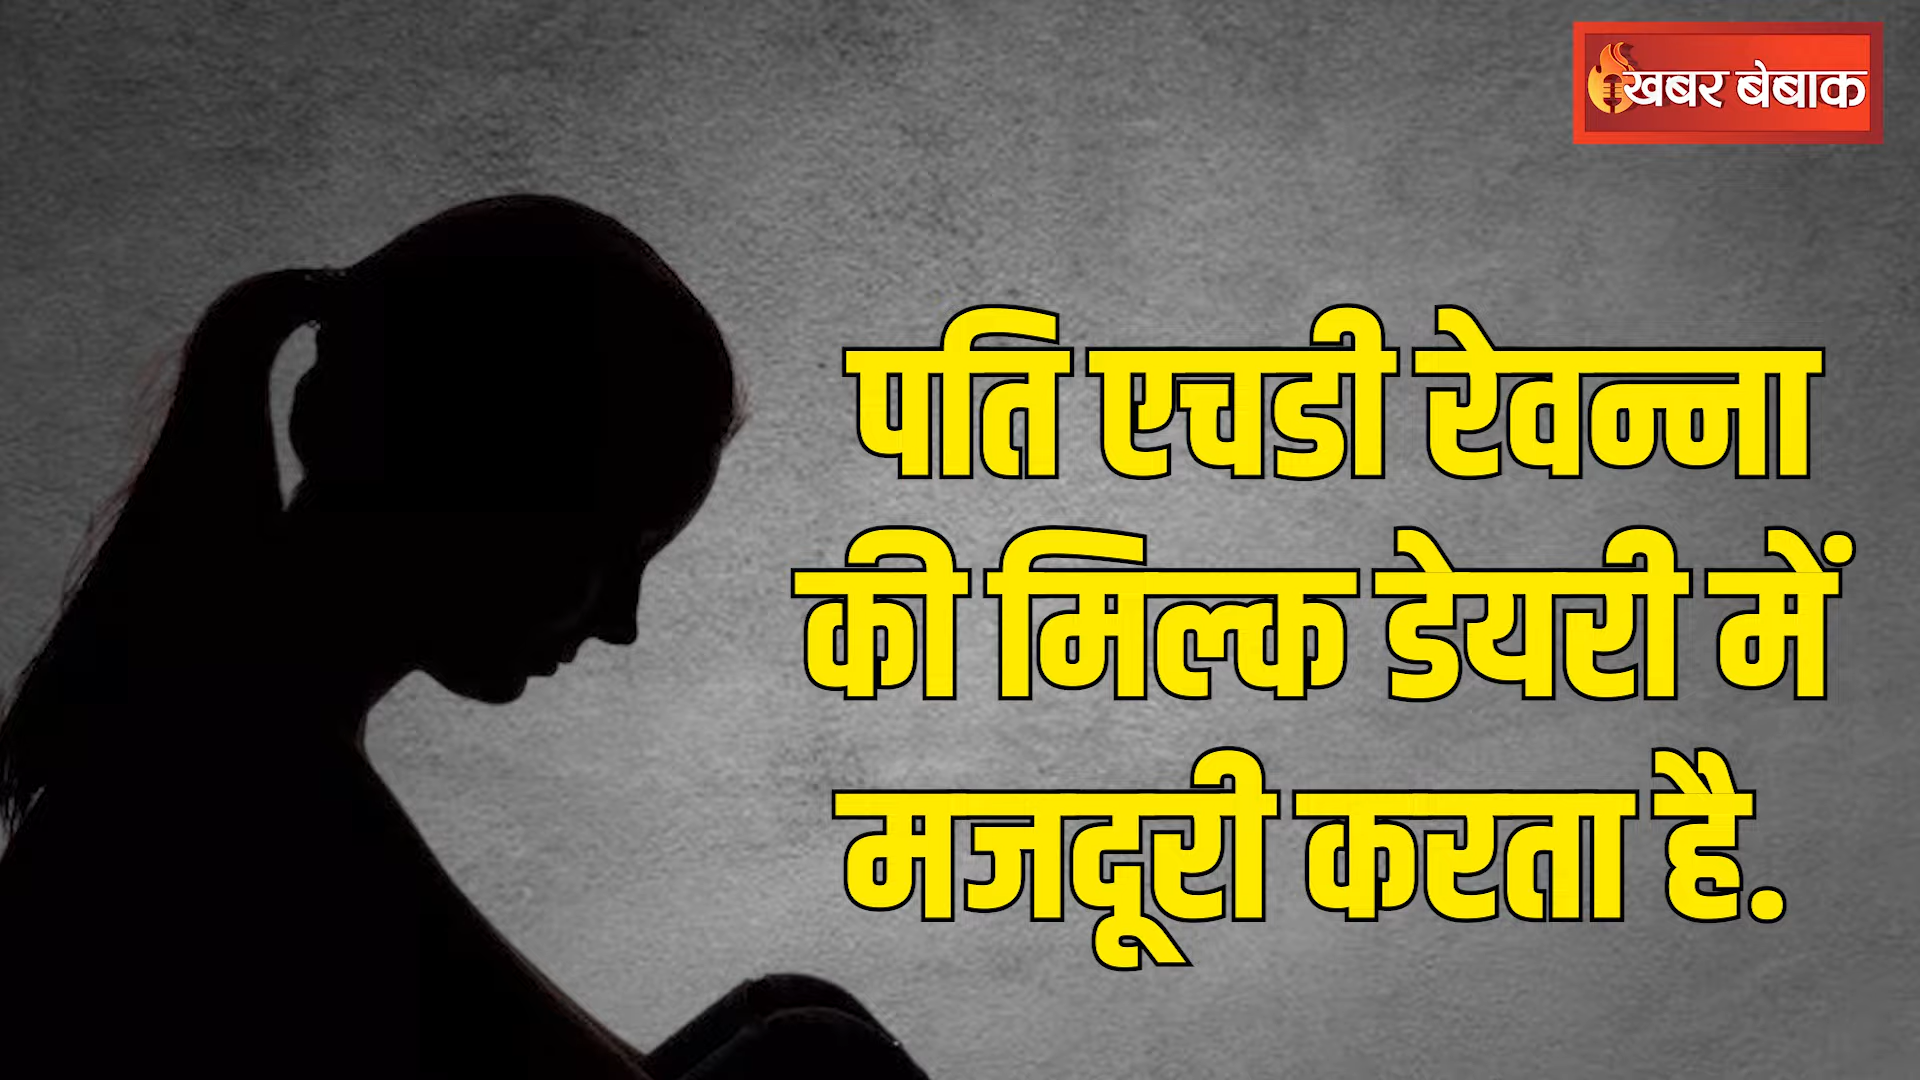 खबर बेबाक
पति एचडी रेवन्ना
की मिल्क डेयरी में
मजदूरी करता है.